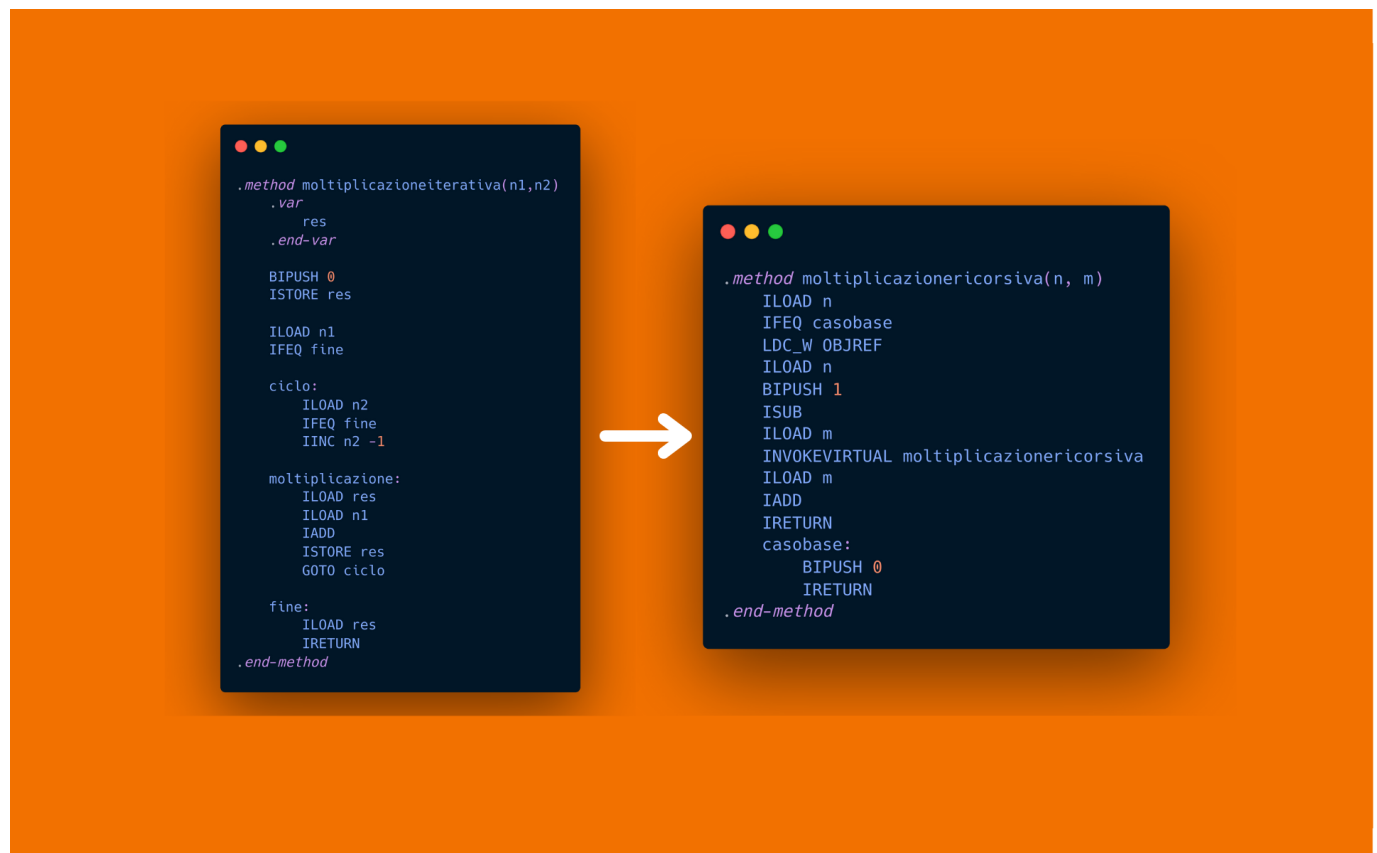 .method moltiplicazioneiterativa(n1,n2)
.var
res
.end-var
BIPUSH 0
ISTORE res
ILOAD n1
IFEQ fine
ciclo:
ILOAD n2
IFEQ fine
IINC n2 -1
moltiplicazione:
ILOAD res
ILOAD n1
IADD
ISTORE res
GOTO ciclo
fine:
ILOAD res
IRETURN
.end-method
.method moltiplicazionericorsiva(n, m)
ILOAD n
IFEQ casobase
LDC_W OBJREF
ILOAD n
BIPUSH 1
ISUB
ILOAD m
INVOKEVIRTUAL moltiplicazionericorsiva
ILOAD m
IADD
IRETURN
casobase:
BIPUSH 0
IRETURN
.end-method